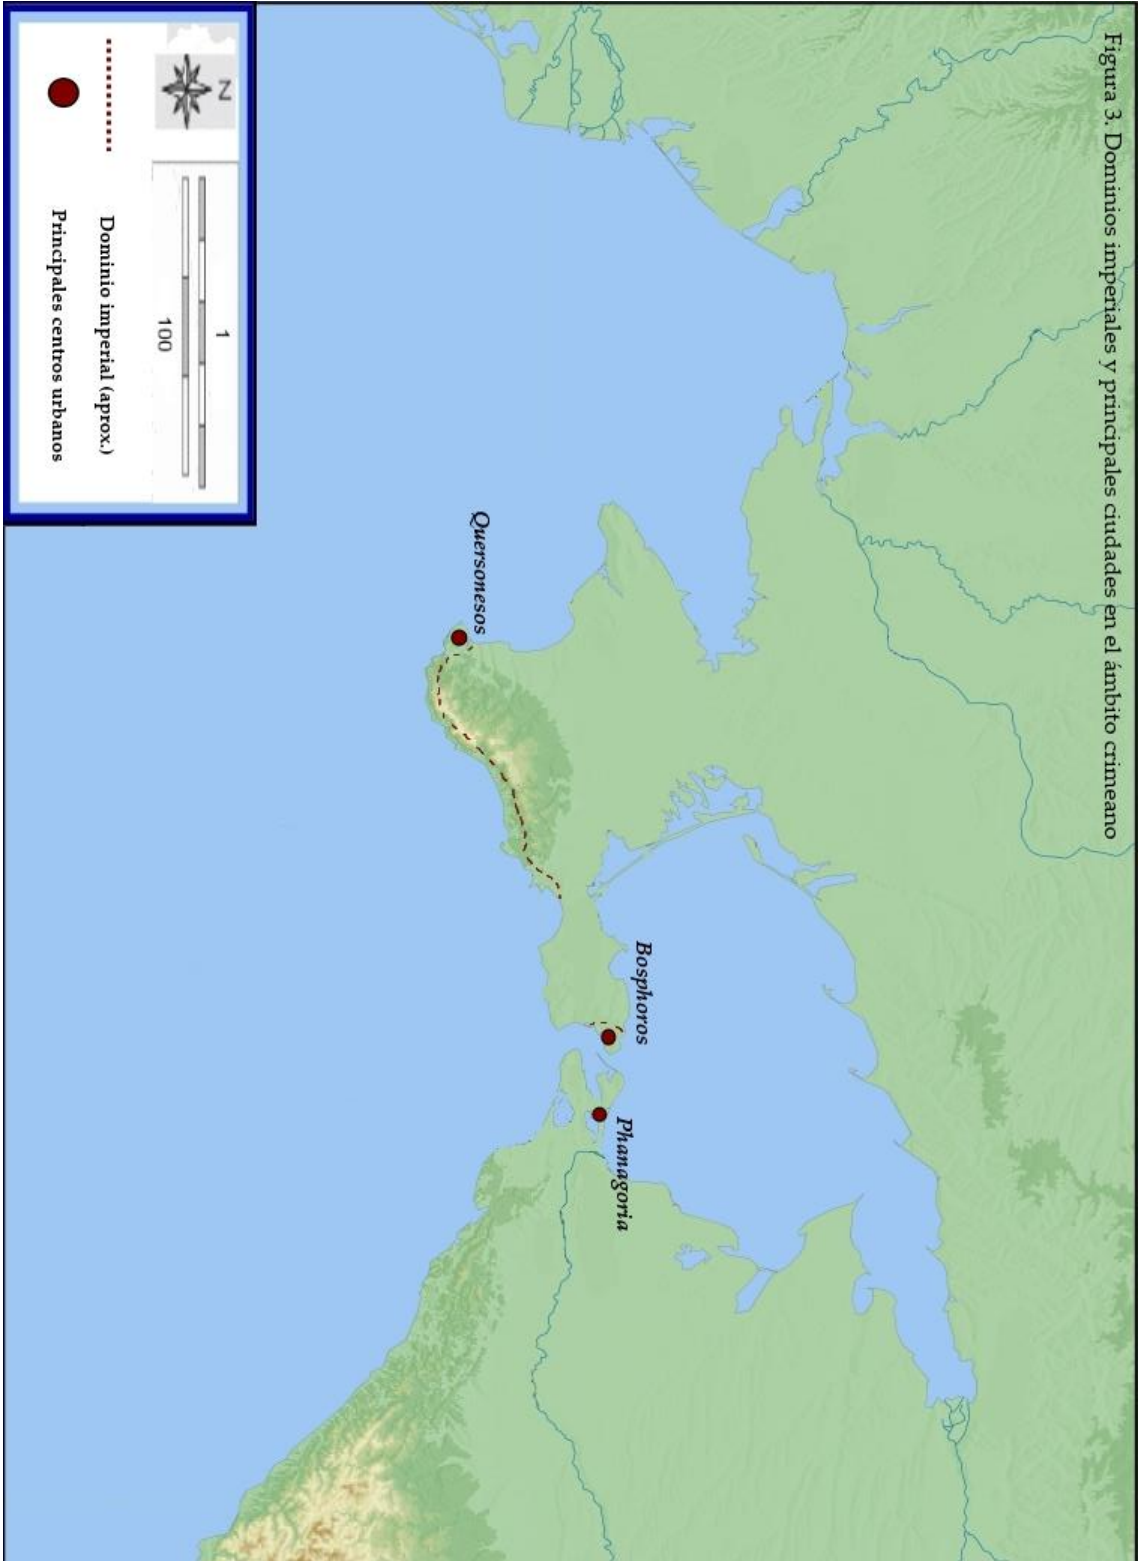 Figura 3. Dominios imperiales y principales ciudades en el ámbito crimeano
Quersonesos
Bosphoros
Phanagoria
N
1
100
Dominio imperial (aprox.)
Principales centros urbanos